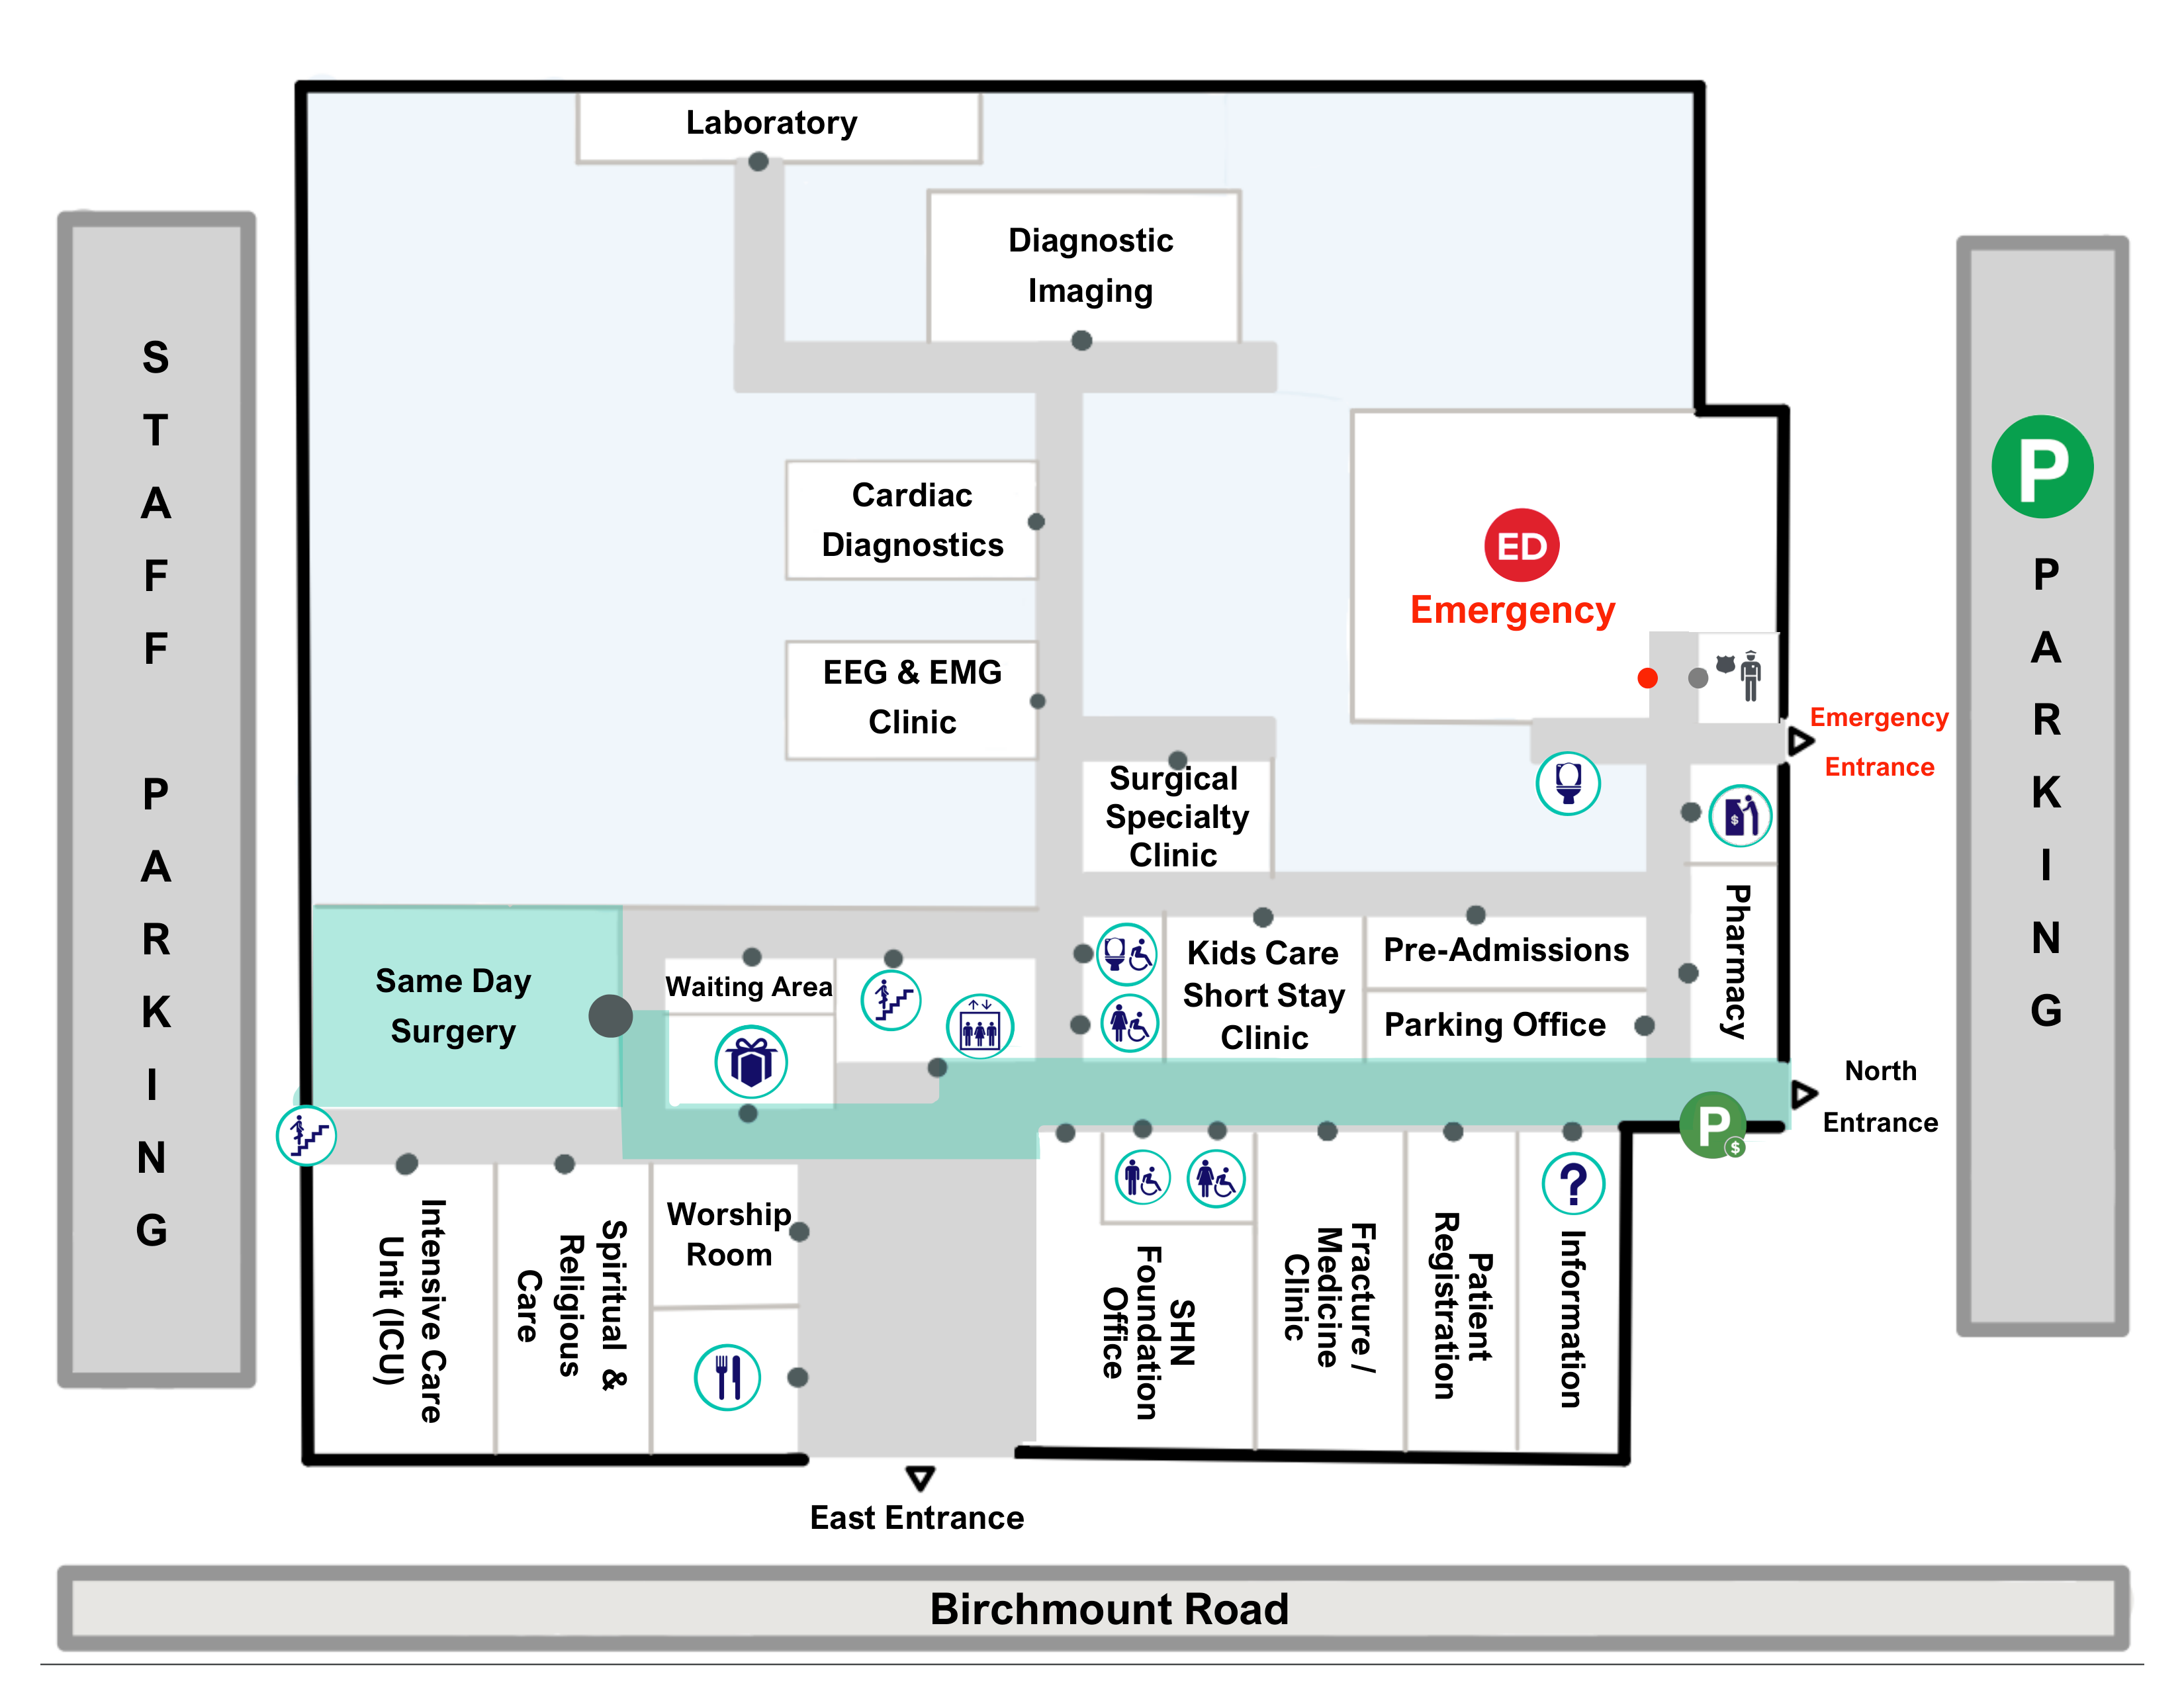 Laboratory
Diagnostic
Imaging
STAFF PARKING
P
PARKING
Cardiac
Diagnostics
ED
Emergency
EEG & EMG
Clinic
Emergency
Entrance
Surgical
Specialty
Clinic
$
Pharmacy
Same Day
Surgery
Waiting Area
Kids Care
Short Stay
Clinic
Pre-Admissions
Parking Office
North
Entrance
P
$
Intensive Care
Unit (ICU)
Spiritual &
Religious
Care
Worship
Room
SHN
Foundation
Office
Fracture /
Medicine
Clinic
Patient
Registration
?
Information
East Entrance
Birchmount Road